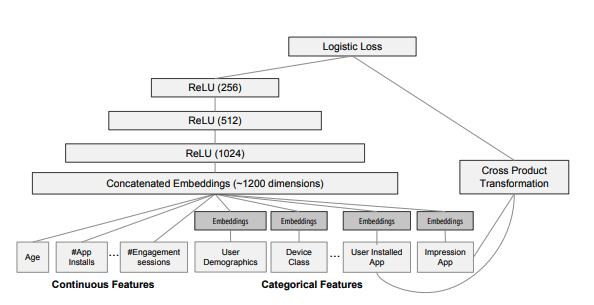 Logistic Loss
ReLU (256)
ReLU (512)
ReLU (1024)
Concatenated Embeddings (~1200 dimensions)
Cross Product
Transformation
Embeddings
Embeddings
Embeddings
Embeddings
Age
#App
Installs
...
#Engagement
sessions
User
Demographics
Device
Class
...
User Installed
App
Impression
App
Continuous Features
Categorical Features